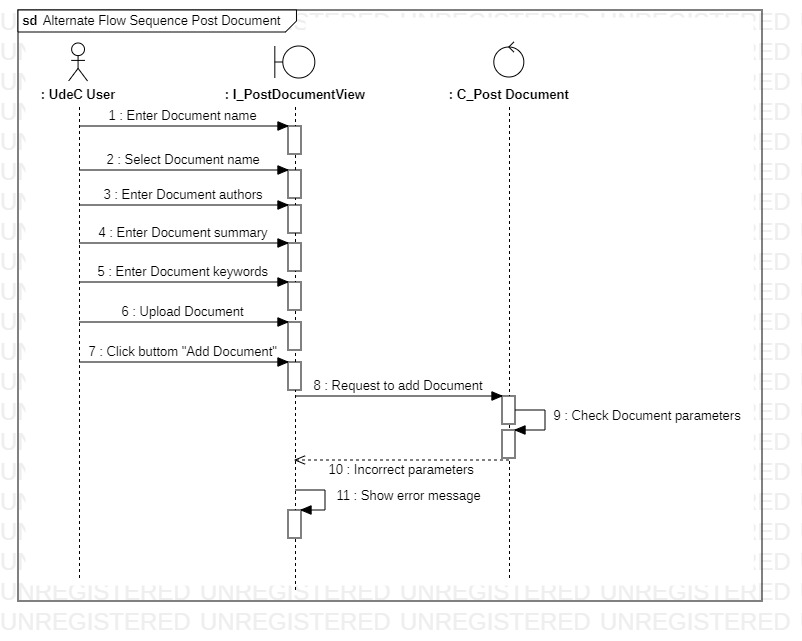 sd Alternate Flow Sequence Post Document
: UdeC User
: I_PostDocumentView
: C_Post Document
1 : Enter Document name
2 : Select Document name
3 : Enter Document authors
4 : Enter Document summary
5 : Enter Document keywords
6 : Upload Document
7 : Click buttom "Add Document"
8 : Request to add Document
9 : Check Document parameters
10 : Incorrect parameters
11 : Show error message
UNREGISTERED UNREGISTERED UNREGISTERED UNREGISTERED
UNREGISTERED UNREGISTERED UNREGISTERED UNREGISTERED